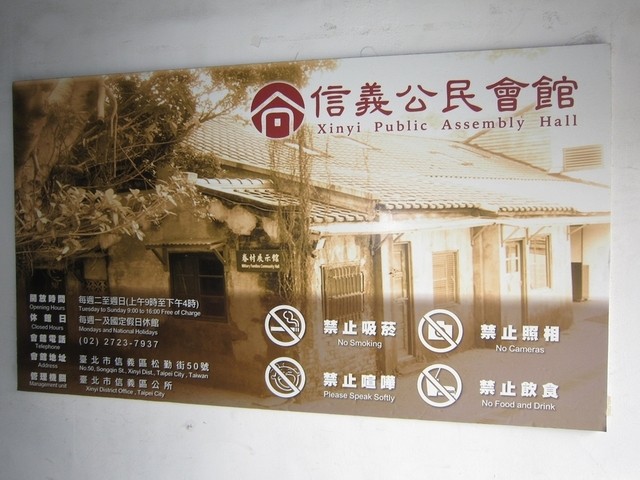 信義公民會館
Xinyi Public Assembly Hall
眷村展示館
Military Families Community Hall
開放時間 每週二至週日(上午9時至下午4時)
Opening Hours Tuesday to Sunday 9:00 to 16:00 Free of Charge
休館日 每週一及國定假日休館
Closed Hours Mondays and National Holidays
會館電話 (02) 2723-7937
Telephone
會館地址 臺北市信義區松勤街50號
Address No.50, Songqin St., Xinyi Dist., Taipei City, Taiwan
管理機關 臺北市信義區公所
Management unit Xinyi District Office, Taipei City
禁止吸菸
No Smoking
禁止照相
No Cameras
禁止喧嘩
Please Speak Softly
禁止飲食
No Food and Drink